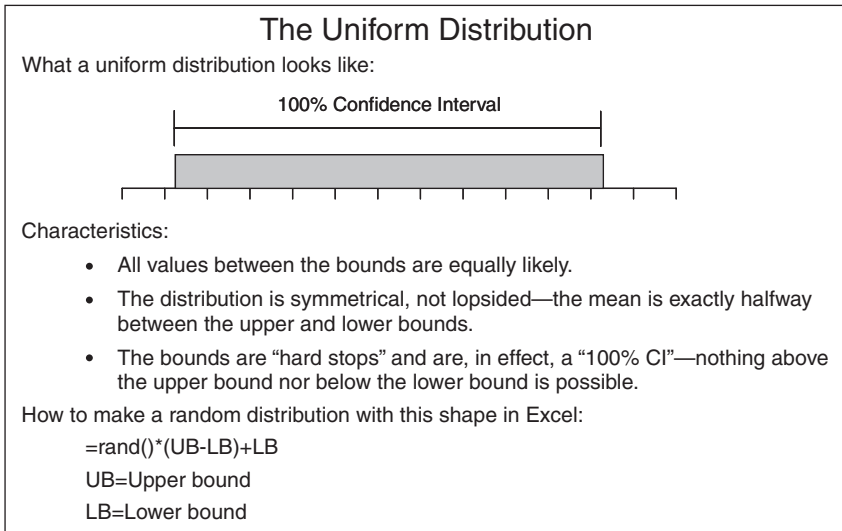 The Uniform Distribution
What a uniform distribution looks like:
100% Confidence Interval
Characteristics:
• All values between the bounds are equally likely.
• The distribution is symmetrical, not lopsided—the mean is exactly halfway
between the upper and lower bounds.
• The bounds are “hard stops” and are, in effect, a “100% CI”—nothing above
the upper bound nor below the lower bound is possible.
How to make a random distribution with this shape in Excel:
=rand()*(UB-LB)+LB
UB=Upper bound
LB=Lower bound